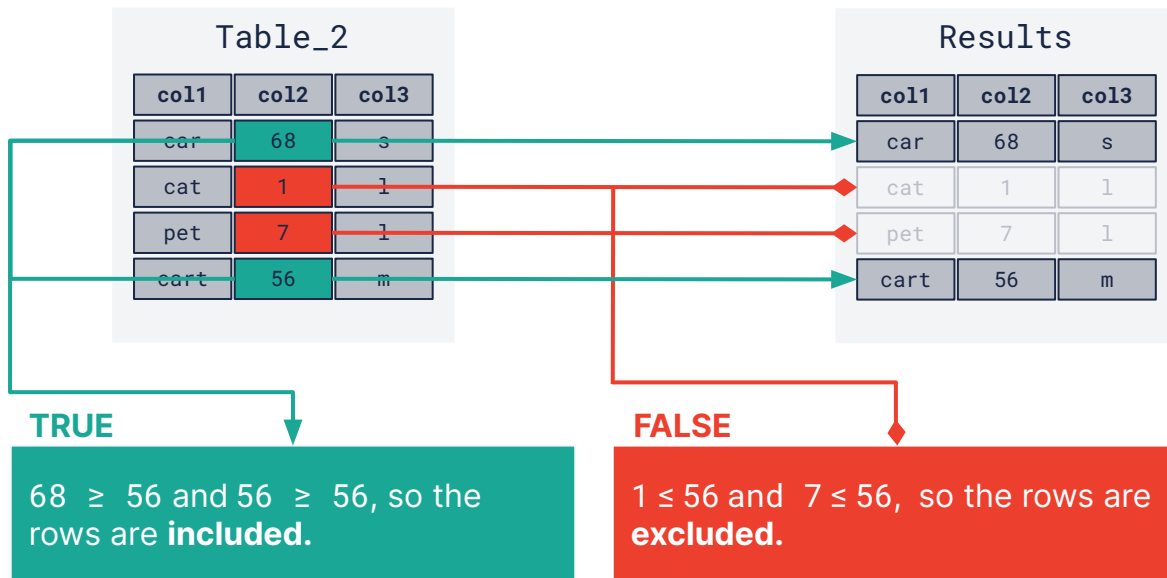 Table_2
col1 col2 col3
car 68 s
cat 1 l
pet 7 l
cart 56 m
Results
col1 col2 col3
car 68 s
cat 1 l
pet 7 l
cart 56 m
TRUE
68 ≥ 56 and 56 ≥ 56, so the
rows are included.
FALSE
1 ≤ 56 and 7 ≤ 56, so the rows are
excluded.